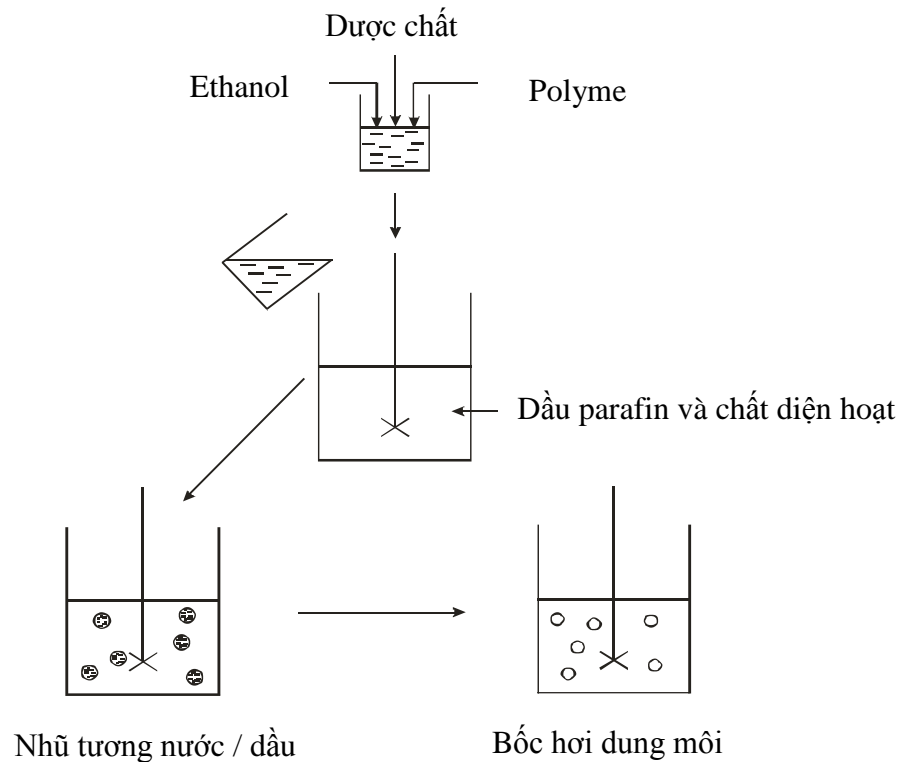 Dược chất
Ethanol
Polyme
Dầu parafin và chất diện hoạt
Nhũ tương nước / dầu
Bốc hơi dung môi